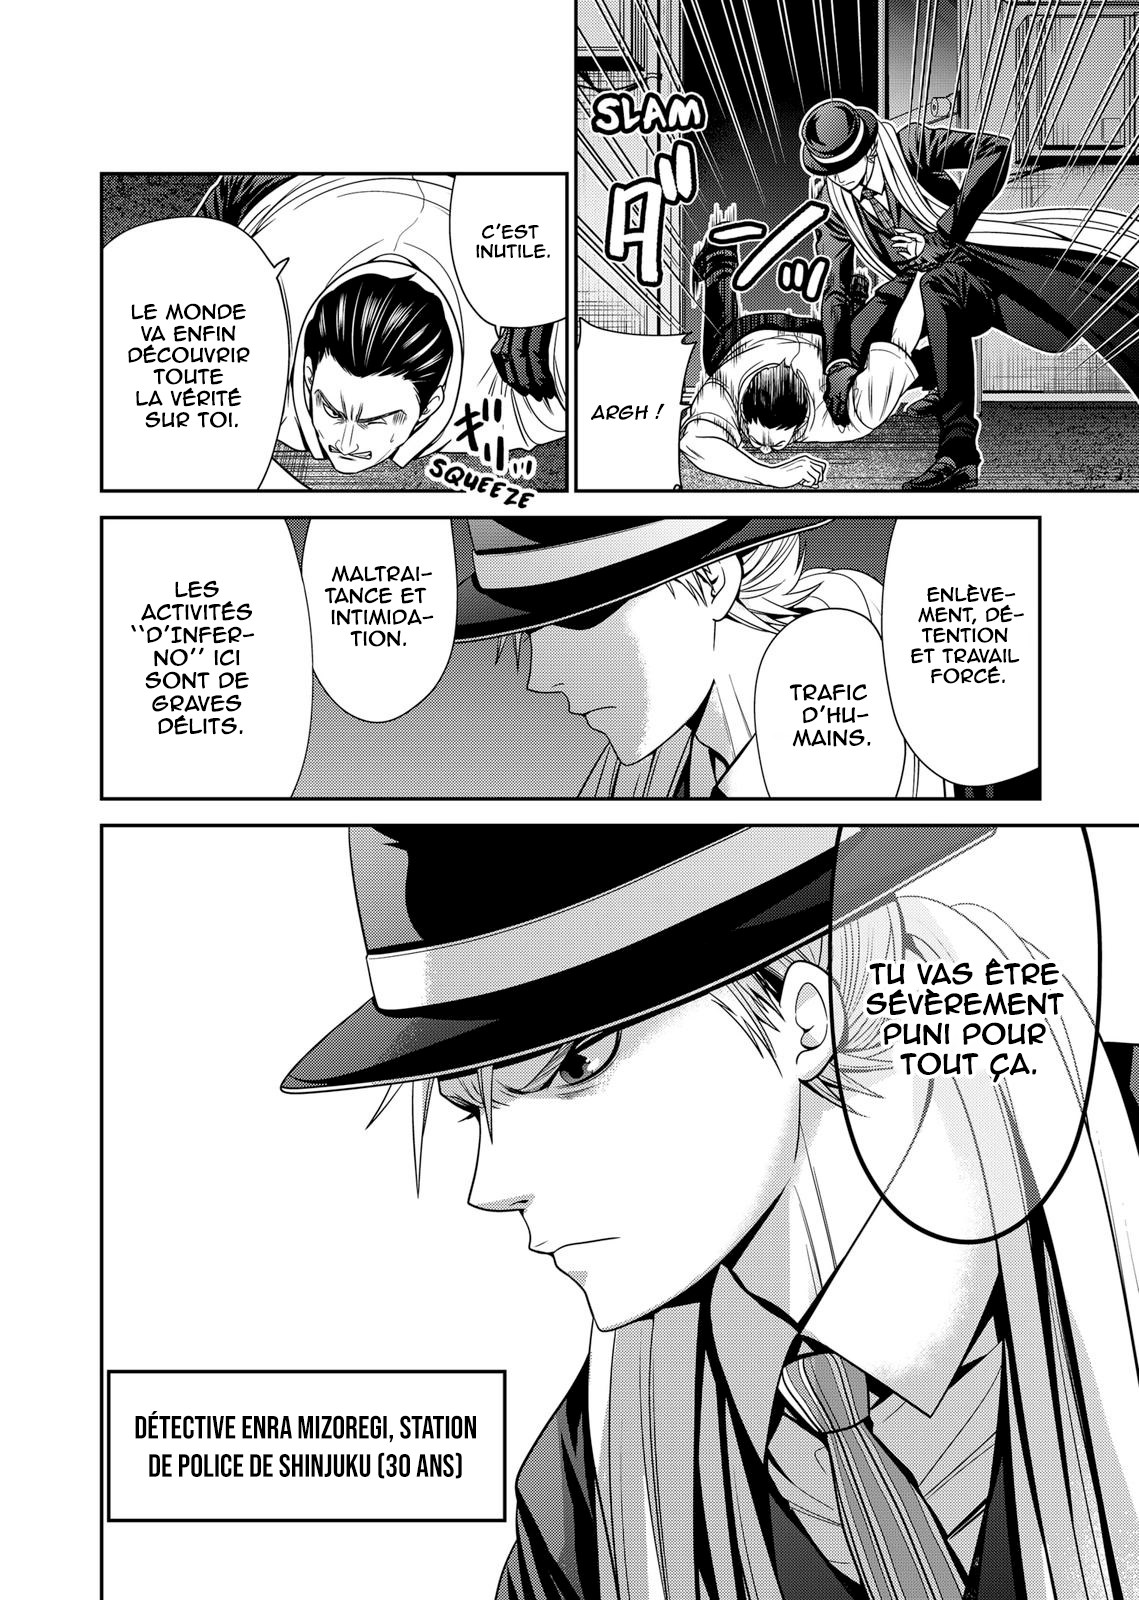 SLAM
ダーンッ
ARGH !
C'EST
INUTILE.
LE MONDE
VA ENFIN
DÉCOUVRIR
TOUTE
LA VÉRITÉ
SUR TOI.
ギリッ
SQUEEZE
ENLÈVE-
MENT, DÉ-
TENTION
ET TRAVAIL
FORCÉ.
TRAFIC
D'HU-
MAINS.
MALTRAI-
TANCE ET
INTIMIDA-
TION.
LES
ACTIVITÉS
''D'INFER-
NO'' ICI
SONT DE
GRAVES
DÉLITS.
TU VAS ÊTRE
SÉVÈREMENT
PUNI POUR
TOUT ÇA.
DÉTECTIVE ENRA MIZOREGI, STATION
DE POLICE DE SHINJUKU (30 ANS)